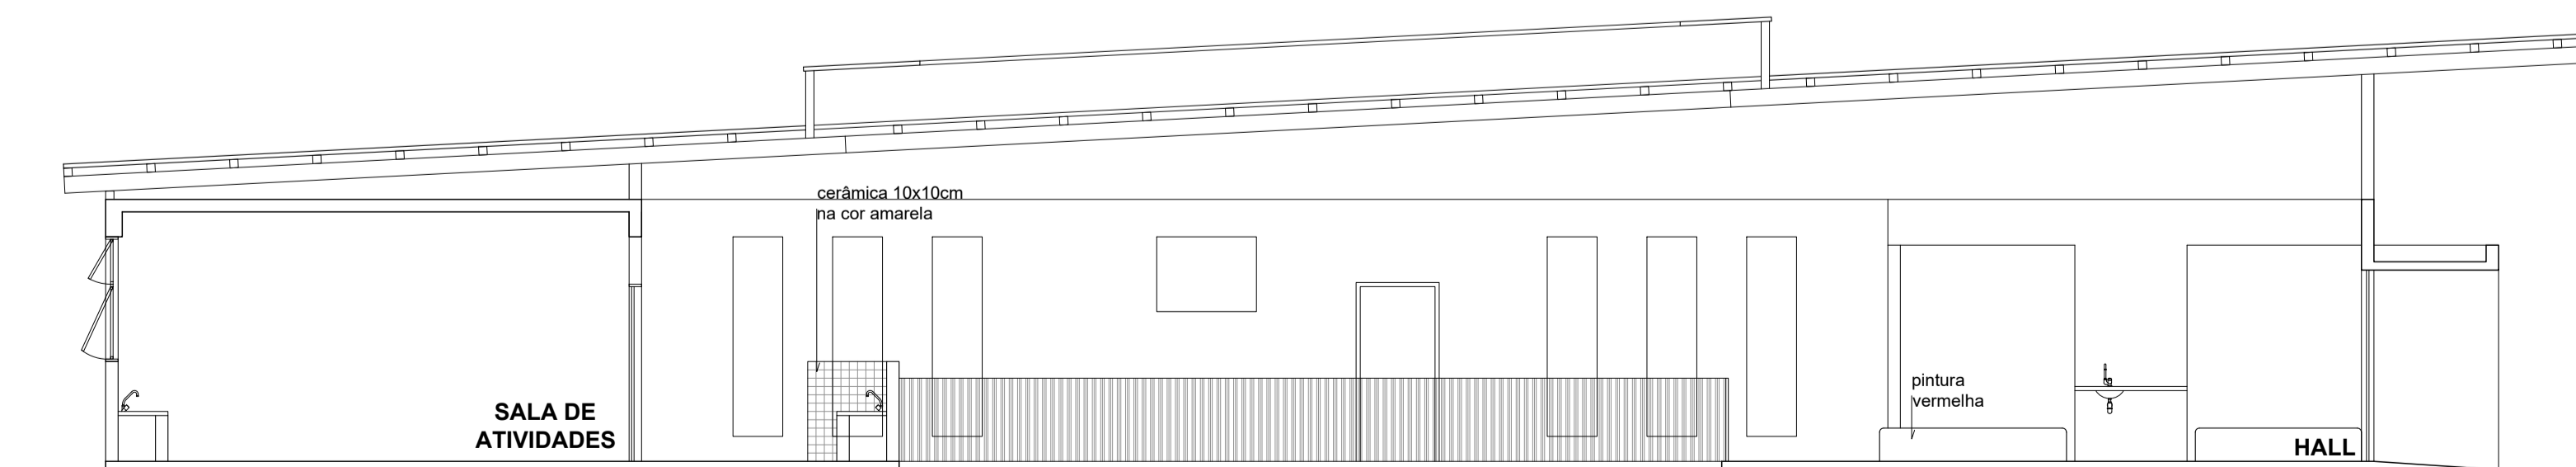 cerâmica 10x10cm
na cor amarela
pintura
vermelha
SALA DE
ATIVIDADES
HALL